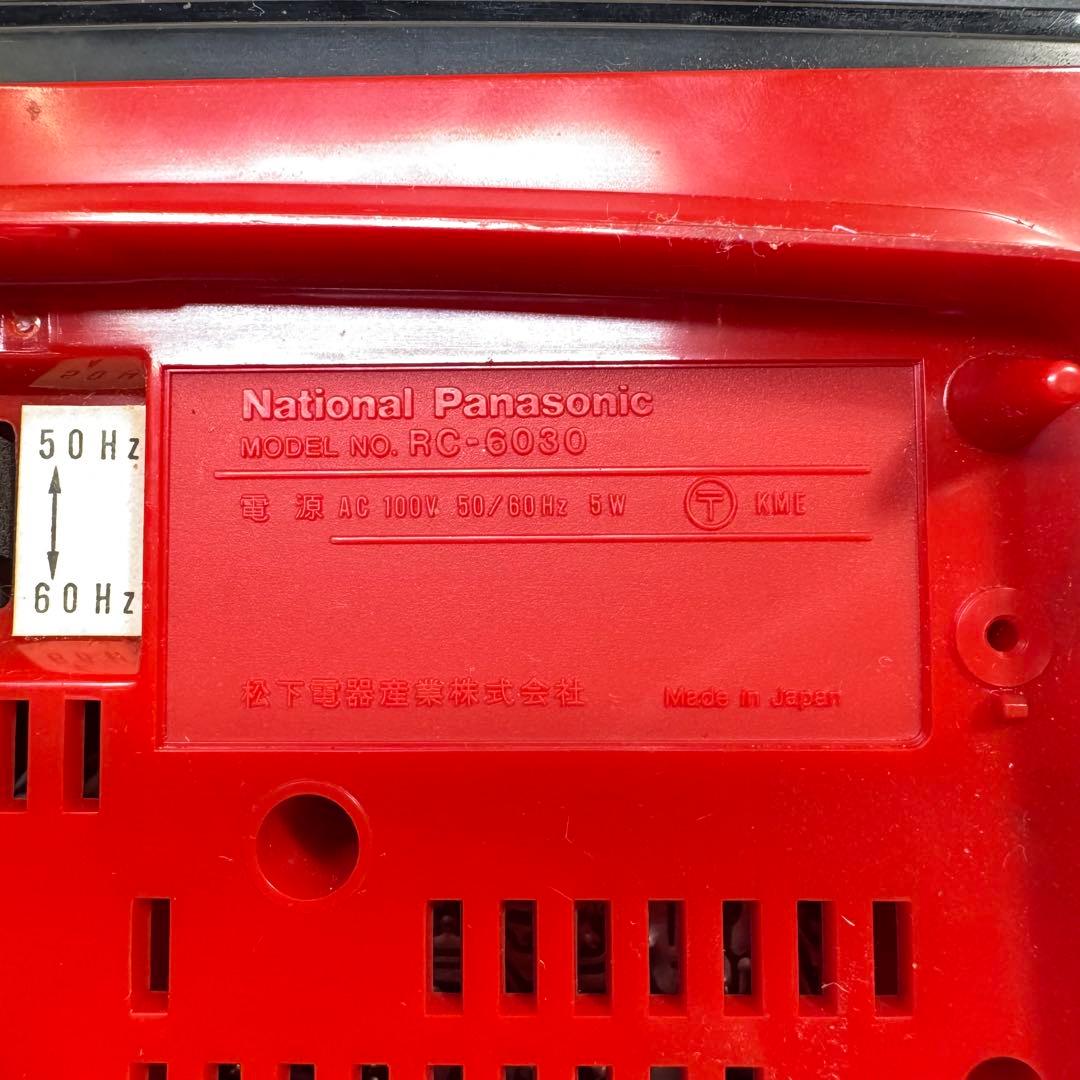 National Panasonic
MODEL NO. RC-6030
電源 AC 100V 50/60Hz 5W 〒 KME
松下電器産業株式会社 Made in Japan
50Hz
60Hz